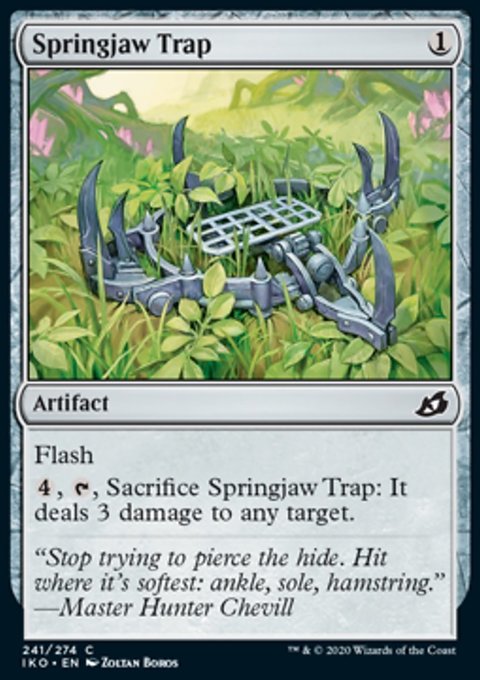 Springjaw Trap 1
Artifact
Flash
4, T, Sacrifice Springjaw Trap: It
deals 3 damage to any target.
“Stop trying to pierce the hide. Hit
where it's softest: ankle, sole, hamstring.”
—Master Hunter Chevill
241/274 C
IKO • EN Zoltan Boros
™ & © 2020 Wizards of the Coast